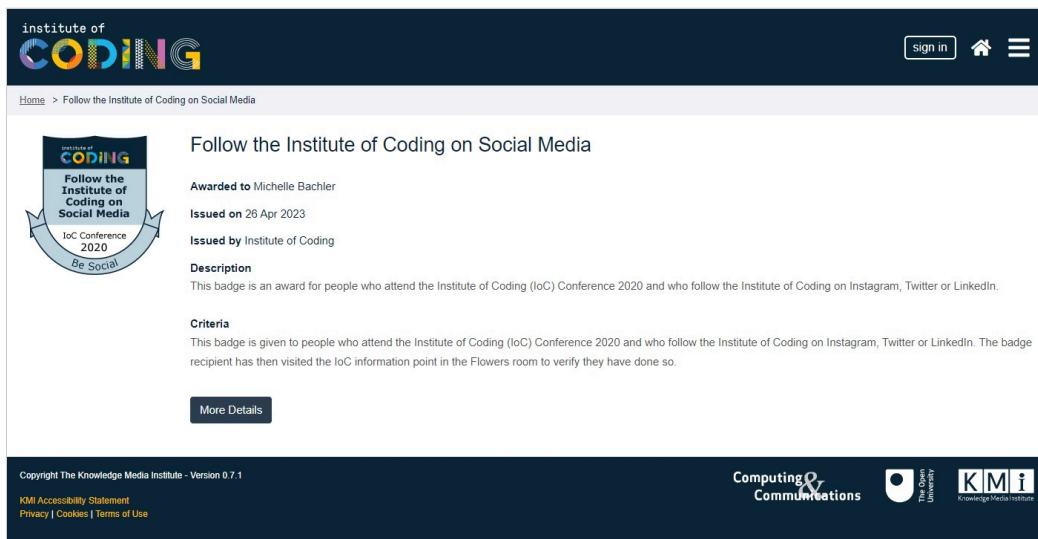 institute of
CODING
sign in
Home > Follow the Institute of Coding on Social Media
institute of
CODING
Follow the
Institute of
Coding on
Social Media
IoC Conference
2020
Be Social
Follow the Institute of Coding on Social Media
Awarded to Michelle Bachler
Issued on 26 Apr 2023
Issued by Institute of Coding
Description
This badge is an award for people who attend the Institute of Coding (IoC) Conference 2020 and who follow the Institute of Coding on Instagram, Twitter or LinkedIn.
Criteria
This badge is given to people who attend the Institute of Coding (IoC) Conference 2020 and who follow the Institute of Coding on Instagram, Twitter or LinkedIn. The badge
recipient has then visited the IoC information point in the Flowers room to verify they have done so.
More Details
Copyright The Knowledge Media Institute - Version 0.7.1
KMI Accessibility Statement
Privacy | Cookies | Terms of Use
Computing &
Communications
The Open
University
KMi
Knowledge Media Institute